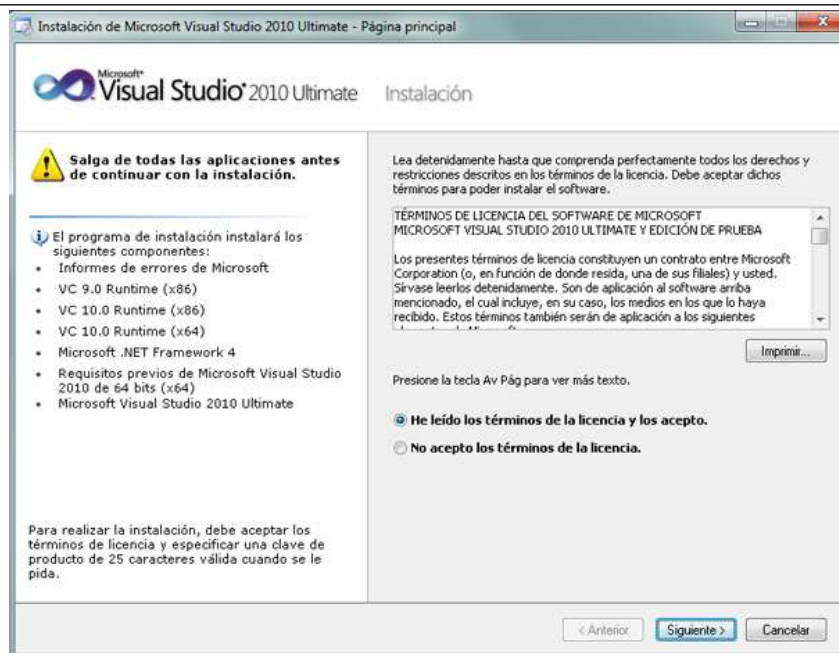 Instalación de Microsoft Visual Studio 2010 Ultimate - Página principal
Microsoft®
Visual Studio® 2010 Ultimate Instalación
Salga de todas las aplicaciones antes
de continuar con la instalación.
El programa de instalación instalará los
siguientes componentes:
• Informes de errores de Microsoft
• VC 9.0 Runtime (x86)
• VC 10.0 Runtime (x86)
• VC 10.0 Runtime (x64)
• Microsoft .NET Framework 4
• Requisitos previos de Microsoft Visual Studio
2010 de 64 bits (x64)
• Microsoft Visual Studio 2010 Ultimate
Para realizar la instalación, debe aceptar los
términos de licencia y especificar una clave de
producto de 25 caracteres válida cuando se le
pida.
Lea detenidamente hasta que comprenda perfectamente todos los derechos y
restricciones descritos en los términos de la licencia. Debe aceptar dichos
términos para poder instalar el software.
TÉRMINOS DE LICENCIA DEL SOFTWARE DE MICROSOFT
MICROSOFT VISUAL STUDIO 2010 ULTIMATE Y EDICIÓN DE PRUEBA
Los presentes términos de licencia constituyen un contrato entre Microsoft
Corporation (o, en función de donde resida, una de sus filiales) y usted.
Sírvase leerlos detenidamente. Son de aplicación al software arriba
mencionado, el cual incluye, en su caso, los medios en los que lo haya
recibido. Estos términos también serán de aplicación a los siguientes
Imprimir...
Presione la tecla Av Pág para ver más texto.
He leído los términos de la licencia y los acepto.
No acepto los términos de la licencia.
< Anterior Siguiente > Cancelar